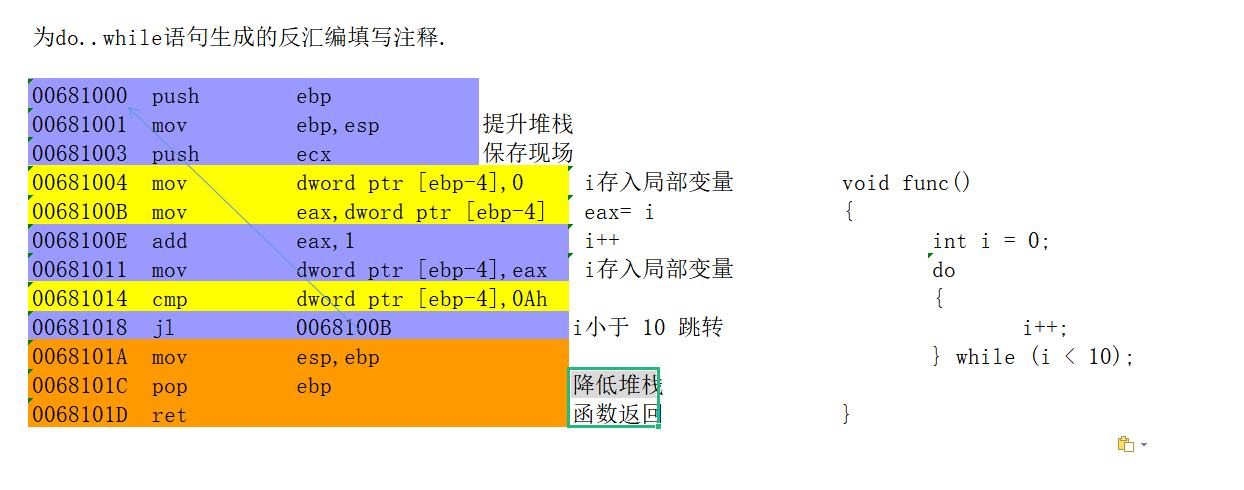 为do..while语句生成的反汇编填写注释.
00681000 push ebp
00681001 mov ebp,esp 提升堆栈
00681003 push ecx 保存现场
00681004 mov dword ptr [ebp-4],0 i存入局部变量 void func()
0068100B mov eax,dword ptr [ebp-4] eax= i {
0068100E add eax,1 i++ int i = 0;
00681011 mov dword ptr [ebp-4],eax i存入局部变量 do
00681014 cmp dword ptr [ebp-4],0Ah {
00681018 jl 0068100B i小于 10 跳转 i++;
0068101A mov esp,ebp } while (i < 10);
0068101C pop ebp 降低堆栈
0068101D ret 函数返回 }